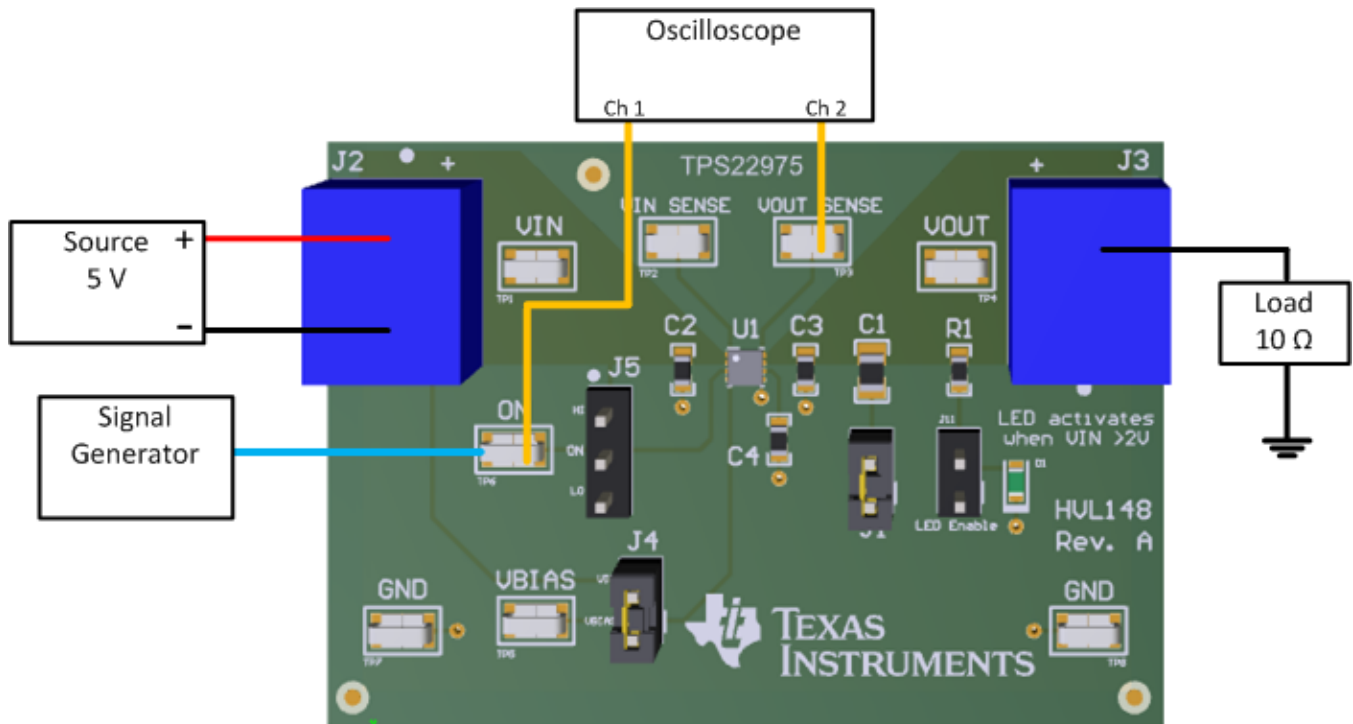 Oscilloscope
Ch 1
Ch 2
J2
+
TPS22975
+
J3
VIN SENSE
VOUT SENSE
VIN
VOUT
TP1
TP2
TP3
TP4
Source
5 V
+
-
Load
10 Ω
C2
U1
C3
C1
R1
J5
HI
ON
LO
ON
TP6
Signal
Generator
C4
J11
LED activates
when VIN >2V
D1
J1
LED Enable
HVL148
Rev. A
J4
VBIAS
VBIAS
TP5
GND
TP7
GND
TP8
TEXAS
INSTRUMENTS